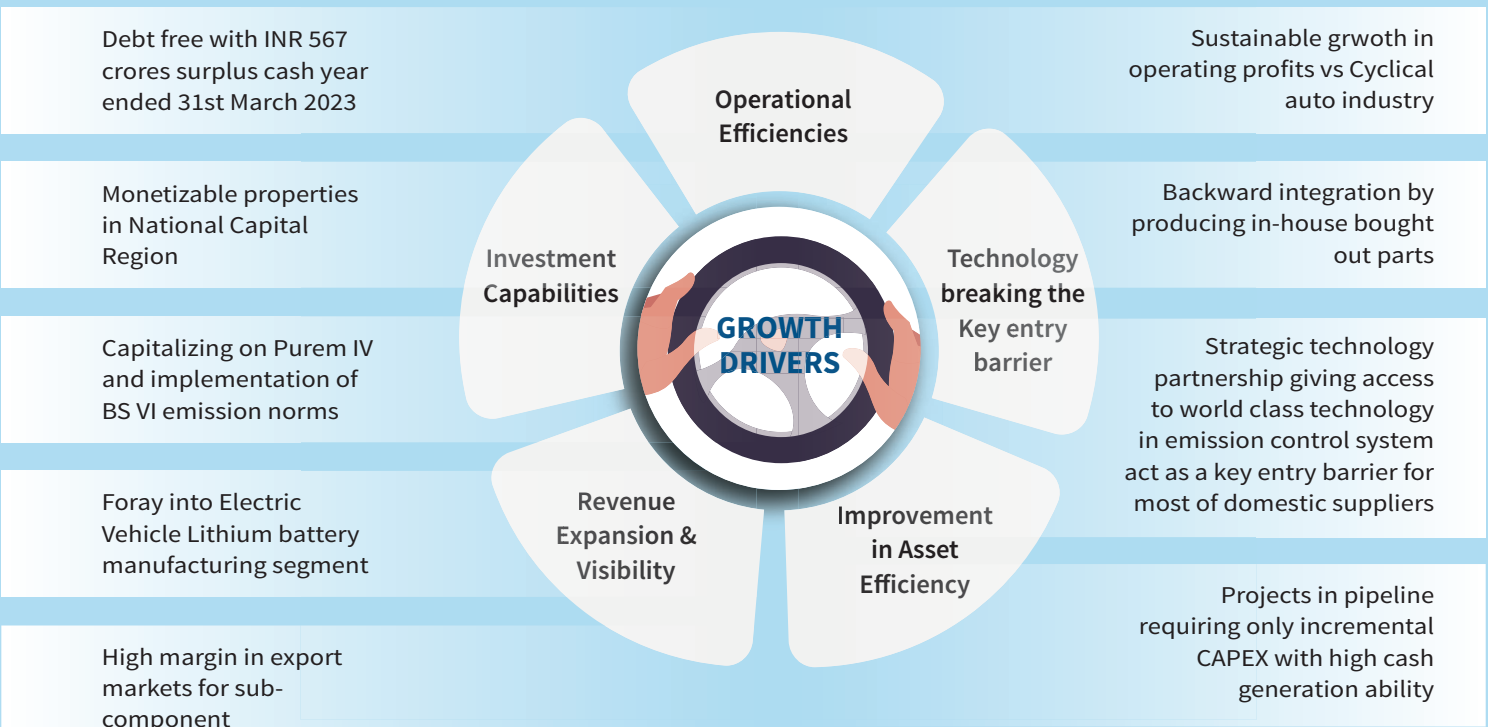 Debt free with INR 567
crores surplus cash year
ended 31st March 2023
Monetizable properties
in National Capital
Region
Capitalizing on Purem IV
and implementation of
BS VI emission norms
Foray into Electric
Vehicle Lithium battery
manufacturing segment
High margin in export
markets for sub-
component
Operational
Efficiencies
Investment
Capabilities
Technology
breaking the
Key entry
barrier
GROWTH
DRIVERS
Revenue
Expansion &
Visibility
Improvement
in Asset
Efficiency
Sustainable grwoth in
operating profits vs Cyclical
auto industry
Backward integration by
producing in-house bought
out parts
Strategic technology
partnership giving access
to world class technology
in emission control system
act as a key entry barrier for
most of domestic suppliers
Projects in pipeline
requiring only incremental
CAPEX with high cash
generation ability